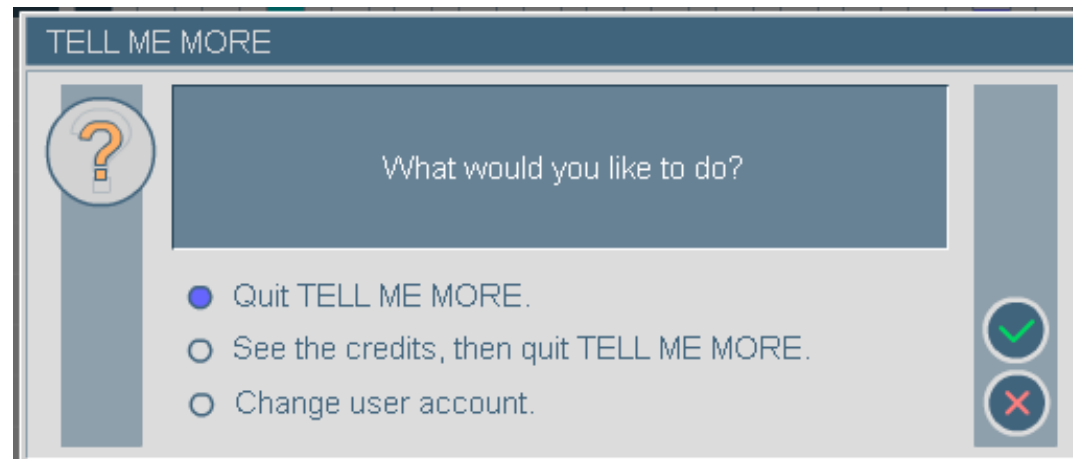 TELL ME MORE
What would you like to do?
Quit TELL ME MORE.
See the credits, then quit TELL ME MORE.
Change user account.